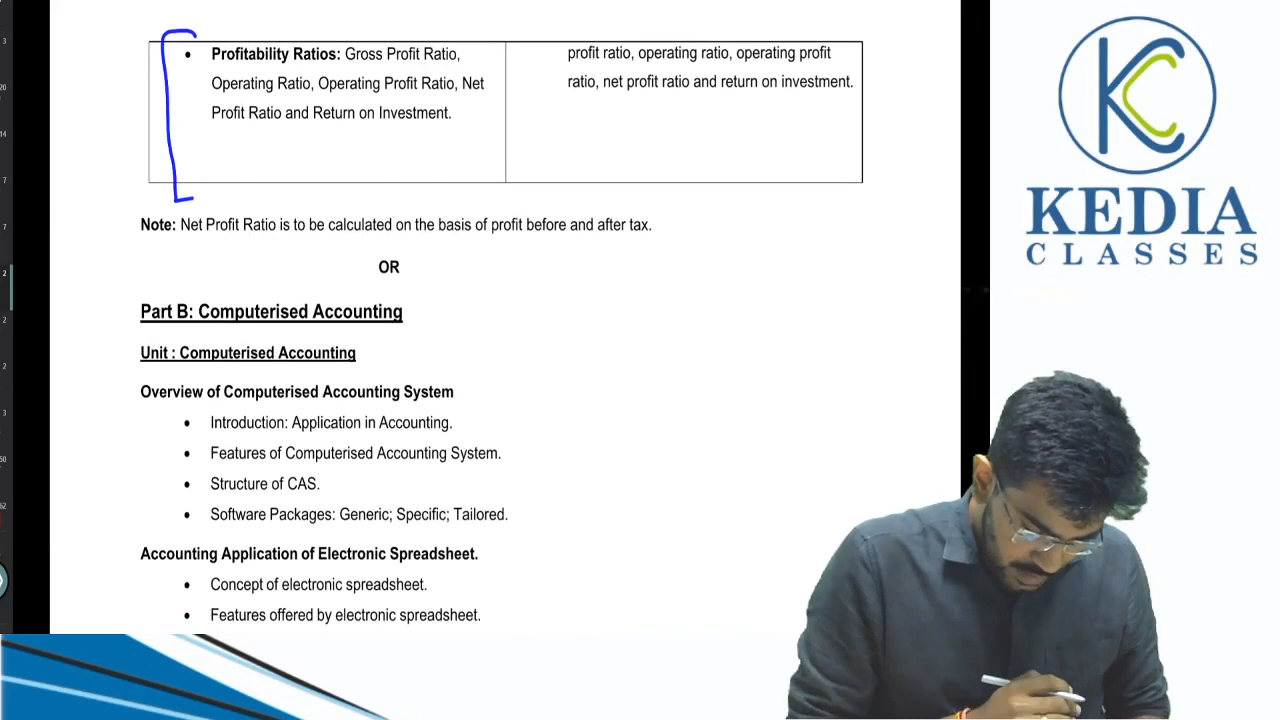 • Profitability Ratios: Gross Profit Ratio,
Operating Ratio, Operating Profit Ratio, Net
Profit Ratio and Return on Investment.
profit ratio, operating ratio, operating profit
ratio, net profit ratio and return on investment.
Note: Net Profit Ratio is to be calculated on the basis of profit before and after tax.
OR
Part B: Computerised Accounting
Unit : Computerised Accounting
Overview of Computerised Accounting System
• Introduction: Application in Accounting.
• Features of Computerised Accounting System.
• Structure of CAS.
• Software Packages: Generic; Specific; Tailored.
Accounting Application of Electronic Spreadsheet.
• Concept of electronic spreadsheet.
• Features offered by electronic spreadsheet.
KC
KEDIA
CLASSES